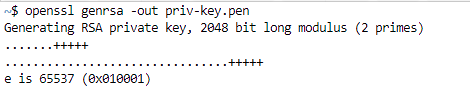 ~$ openssl genrsa -out priv-key.pen
Generating RSA private key, 2048 bit long modulus (2 primes)
.......+++++
................................+++++
e is 65537 (0x010001)